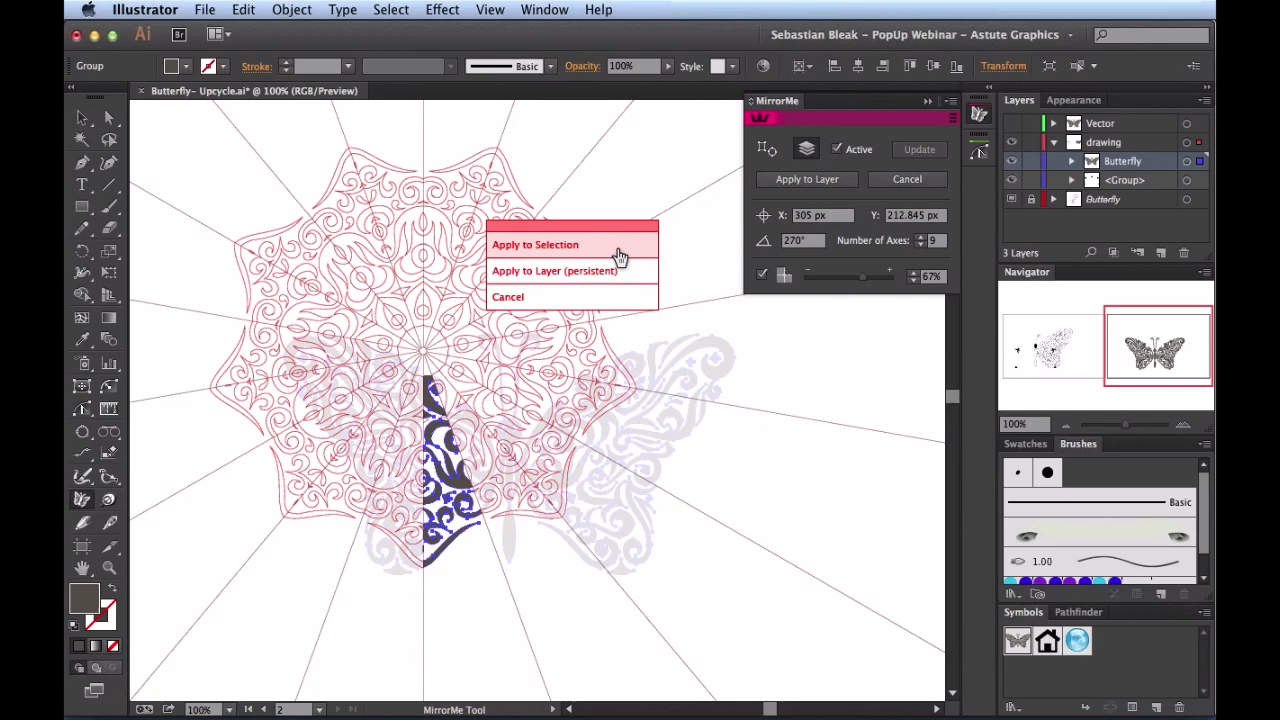 Illustrator File Edit Object Type Select Effect View Window Help
Ai Br Sebastian Bleak - PopUp Webinar - Astute Graphics
Group Stroke: Basic Opacity: 100% Style: Transform
Butterfly- Upcycle.ai* @ 100% (RGB/Preview)
MirrorMe
Active Update
Apply to Layer Cancel
X: 305 px Y: 212.845 px
270° Number of Axes: 9
67%
Apply to Selection
Apply to Layer (persistent)
Cancel
Layers Appearance
Vector
drawing
Butterfly
<Group>
Butterfly
3 Layers
Navigator
100%
Swatches Brushes
Basic
1.00
Symbols Pathfinder
100% 2 MirrorMe Tool